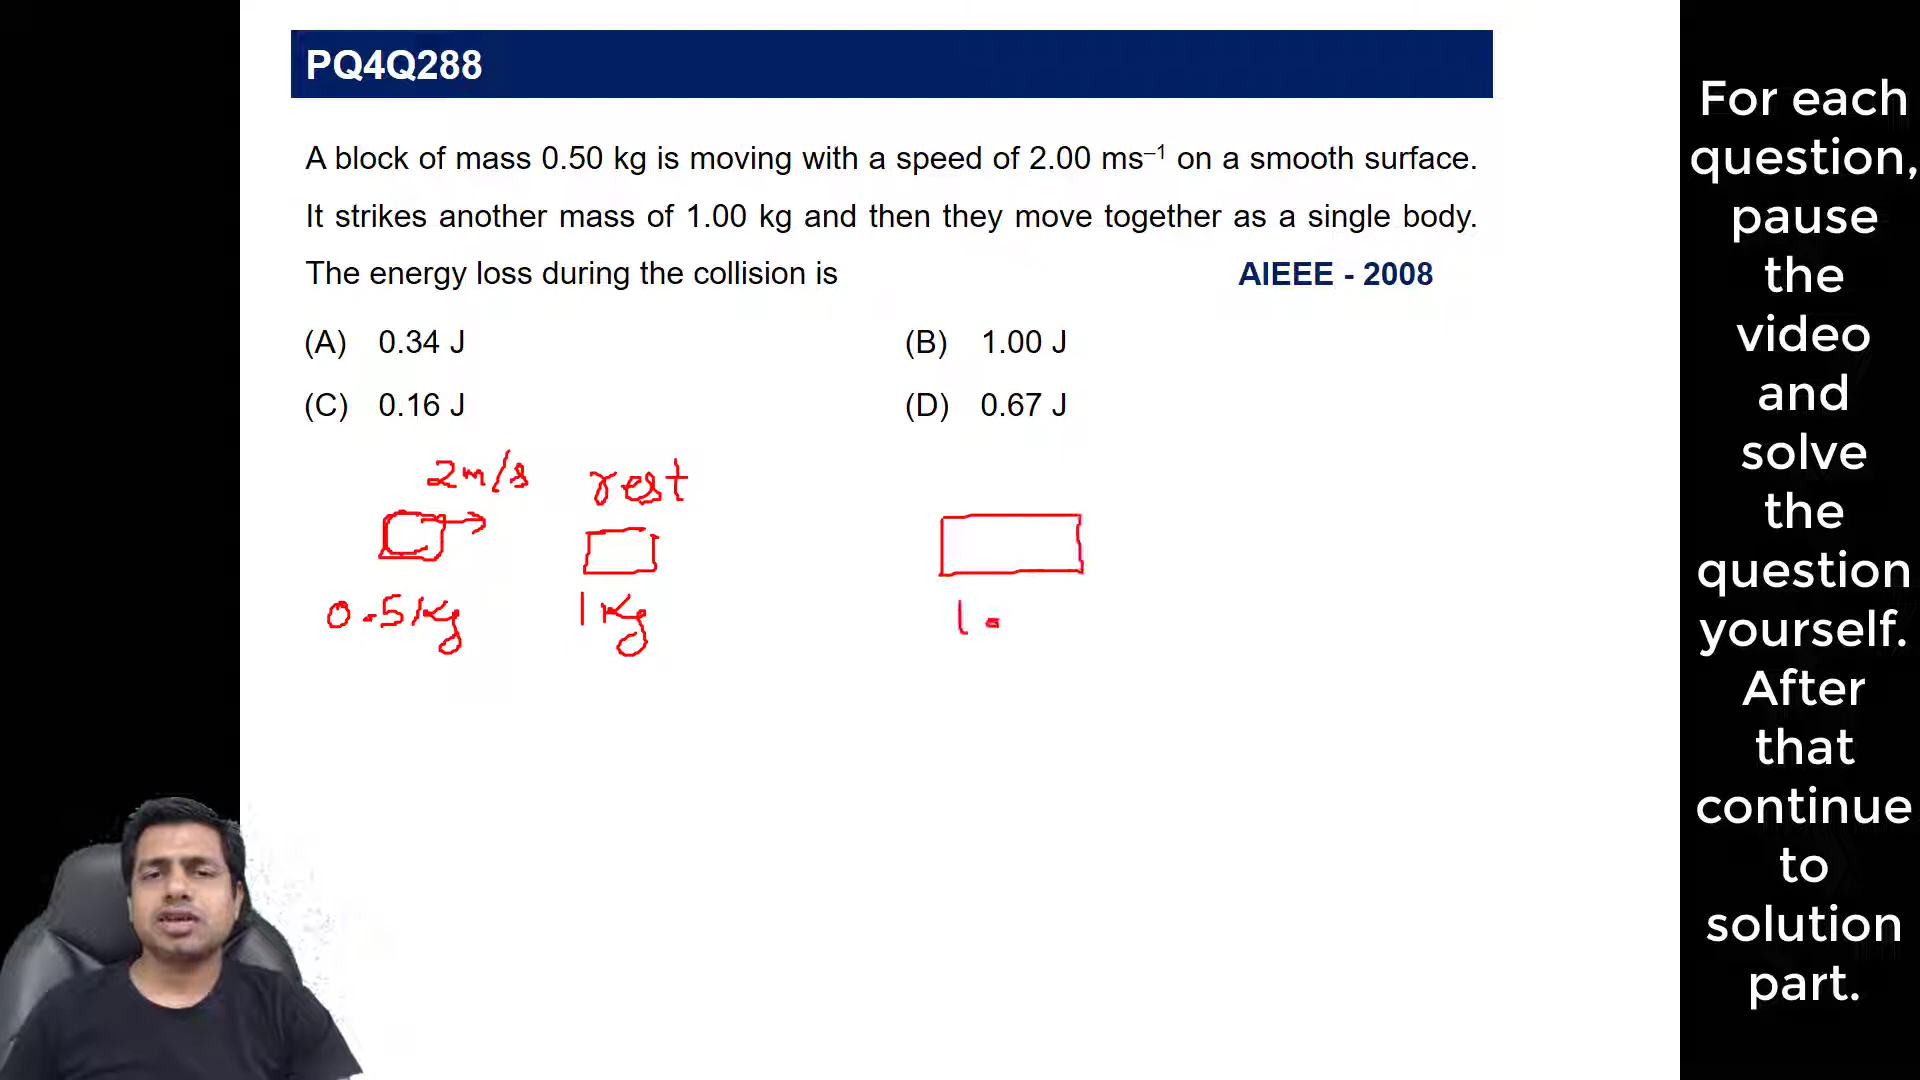 PQ4Q288
A block of mass 0.50 kg is moving with a speed of 2.00 ms⁻¹ on a smooth surface.
It strikes another mass of 1.00 kg and then they move together as a single body.
The energy loss during the collision is AIEEE - 2008
(A) 0.34 J (B) 1.00 J
(C) 0.16 J (D) 0.67 J
2m/s rest
0.5kg 1kg 1.
For each
question,
pause
the
video
and
solve
the
question
yourself.
After
that
continue
to
solution
part.